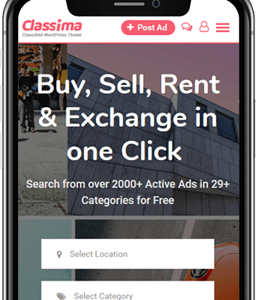 Classima
Classified WordPress Theme
+ Post Ad
Buy, Sell, Rent
& Exchange in
one Click
Search from over 2000+ Active Ads in 29+
Categories for Free
Select Location
Select Category